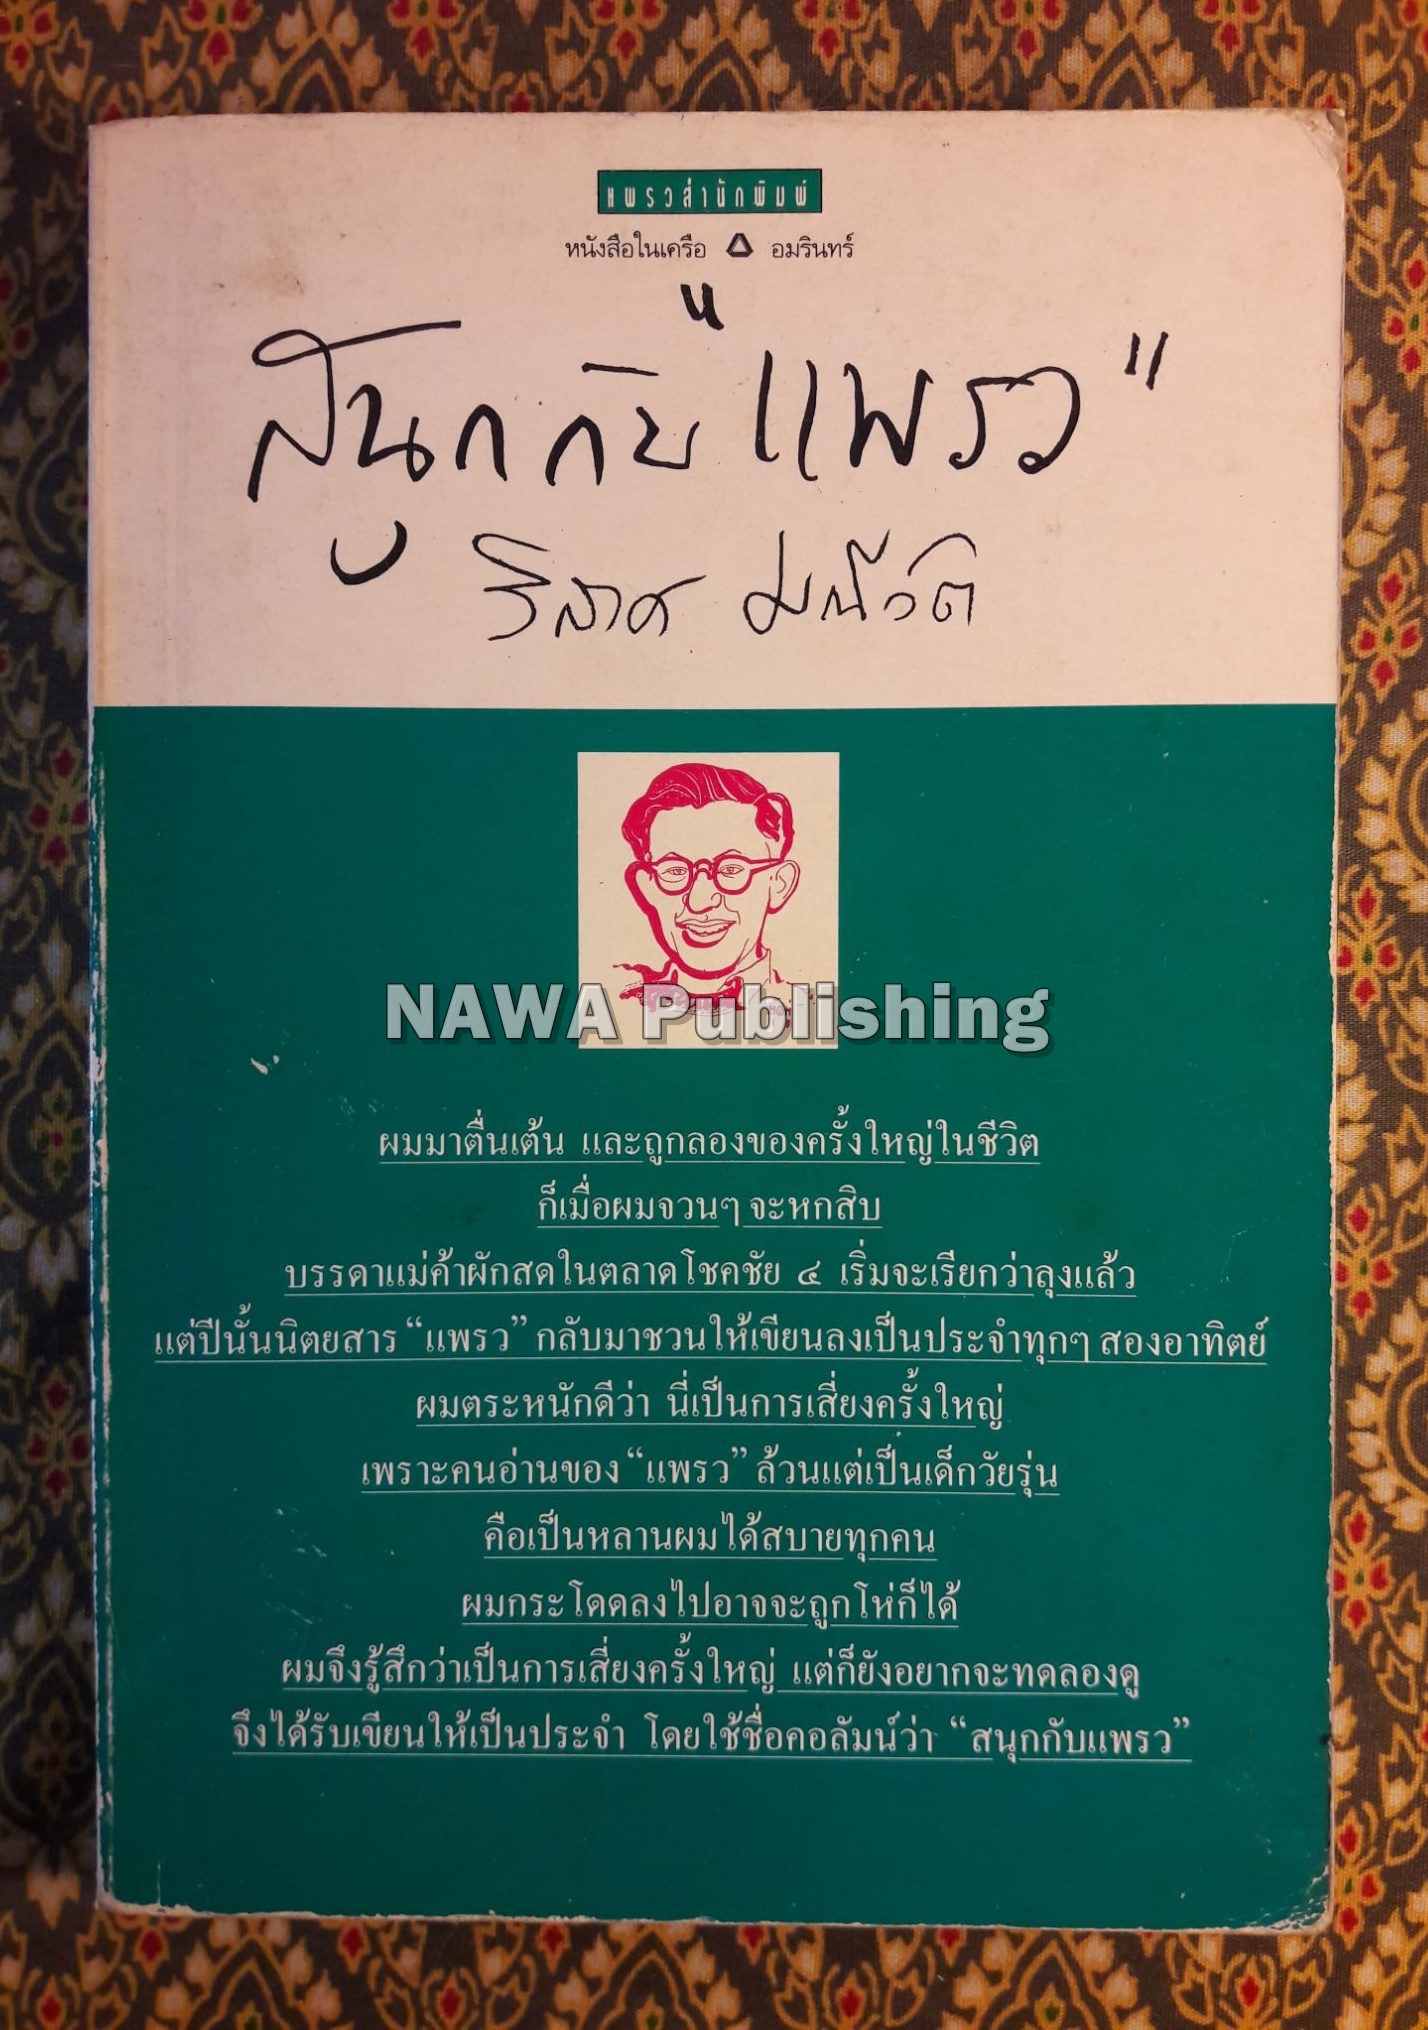 แพรวสำนักพิมพ์
หนังสือในเครือ อมรินทร์
สนุกกับ "แพรว"
วิลาศ มณีวัต
NAWA Publishing
ผมมาตื่นเต้น และถูกลองของครั้งใหญ่ในชีวิต
ก็เมื่อผมจวนๆ จะหกสิบ
บรรดาแม่ค้าผักสดในตลาดโชคชัย ๔ เริ่มจะเรียกว่าลุงแล้ว
แต่ปีนั้นนิตยสาร “แพรว” กลับมาชวนให้เขียนลงเป็นประจำทุกๆ สองอาทิตย์
ผมตระหนักดีว่า นี่เป็นการเสี่ยงครั้งใหญ่
เพราะคนอ่านของ “แพรว” ล้วนแต่เป็นเด็กวัยรุ่น
คือเป็นหลานผมได้สบายทุกคน
ผมกระโดดลงไปอาจจะถูกโห่ก็ได้
ผมจึงรู้สึกว่าเป็นการเสี่ยงครั้งใหญ่ แต่ก็ยังอยากจะทดลองดู
จึงได้รับเขียนให้เป็นประจำ โดยใช้ชื่อคอลัมน์ว่า “สนุกกับแพรว”